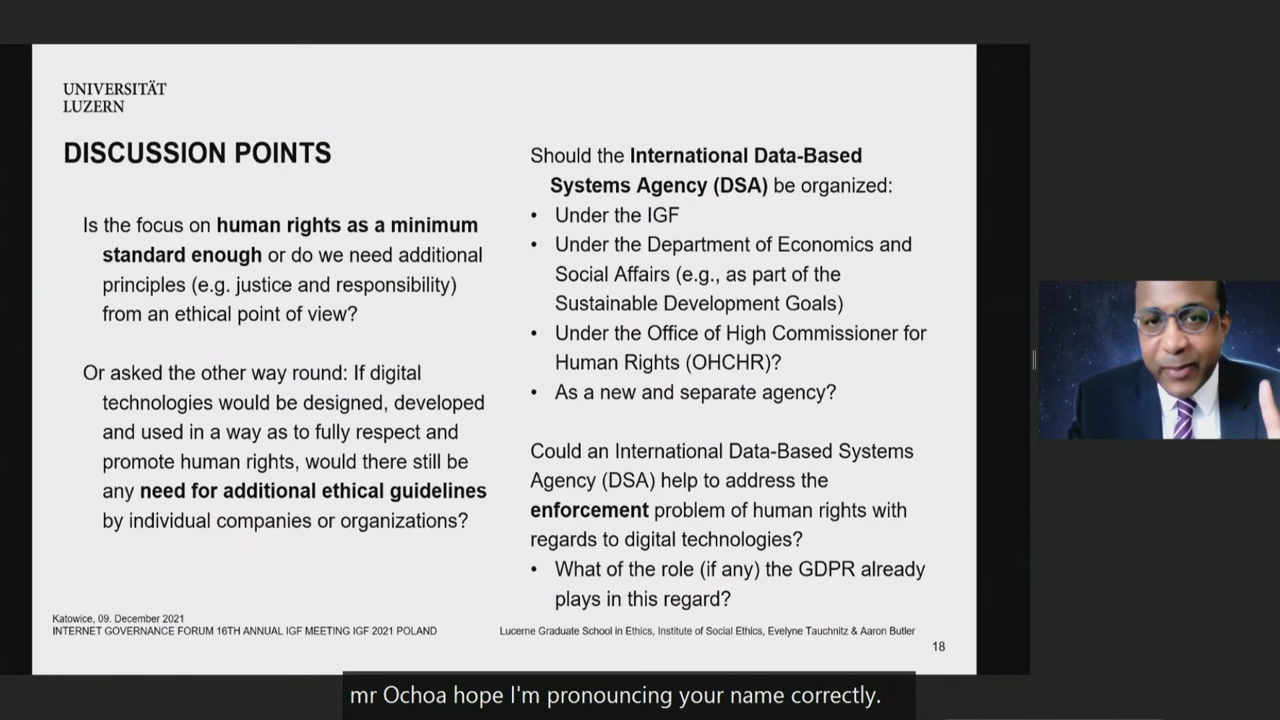 UNIVERSITÄT
LUZERN
DISCUSSION POINTS
Is the focus on human rights as a minimum
standard enough or do we need additional
principles (e.g. justice and responsibility)
from an ethical point of view?
Or asked the other way round: If digital
technologies would be designed, developed
and used in a way as to fully respect and
promote human rights, would there still be
any need for additional ethical guidelines
by individual companies or organizations?
Should the International Data-Based
Systems Agency (DSA) be organized:
• Under the IGF
• Under the Department of Economics and
Social Affairs (e.g., as part of the
Sustainable Development Goals)
• Under the Office of High Commissioner for
Human Rights (OHCHR)?
• As a new and separate agency?
Could an International Data-Based Systems
Agency (DSA) help to address the
enforcement problem of human rights with
regards to digital technologies?
• What of the role (if any) the GDPR already
plays in this regard?
Katowice, 09. December 2021
INTERNET GOVERNANCE FORUM 16TH ANNUAL IGF MEETING IGF 2021 POLAND
Lucerne Graduate School in Ethics, Institute of Social Ethics, Evelyne Tauchnitz & Aaron Butler
18
mr Ochoa hope I'm pronouncing your name correctly.